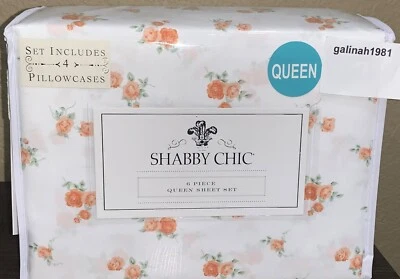 SET INCLUDES
4
PILLOWCASES
QUEEN
galinah1981
SHABBY CHIC®
6 PIECE
QUEEN SHEET SET